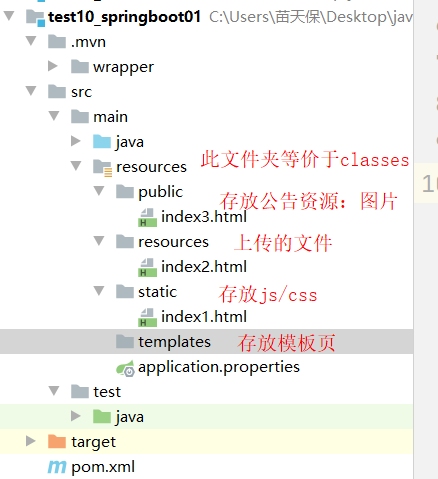 test10_springboot01 C:\Users\苗天保\Desktop\jav
.mvn
wrapper
src
main
java
resources 此文件夹等价于classes
public 存放公告资源：图片
index3.html
resources 上传的文件
index2.html
static 存放js/css
index1.html
templates 存放模板页
application.properties
test
java
target
pom.xml